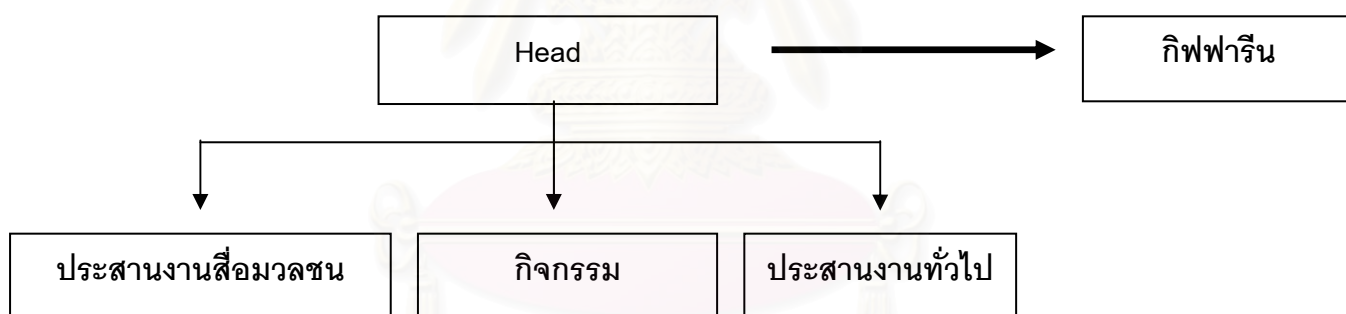 Head
กิฟฟารีน
ประสานงานสื่อมวลชน
กิจกรรม
ประสานงานทั่วไป